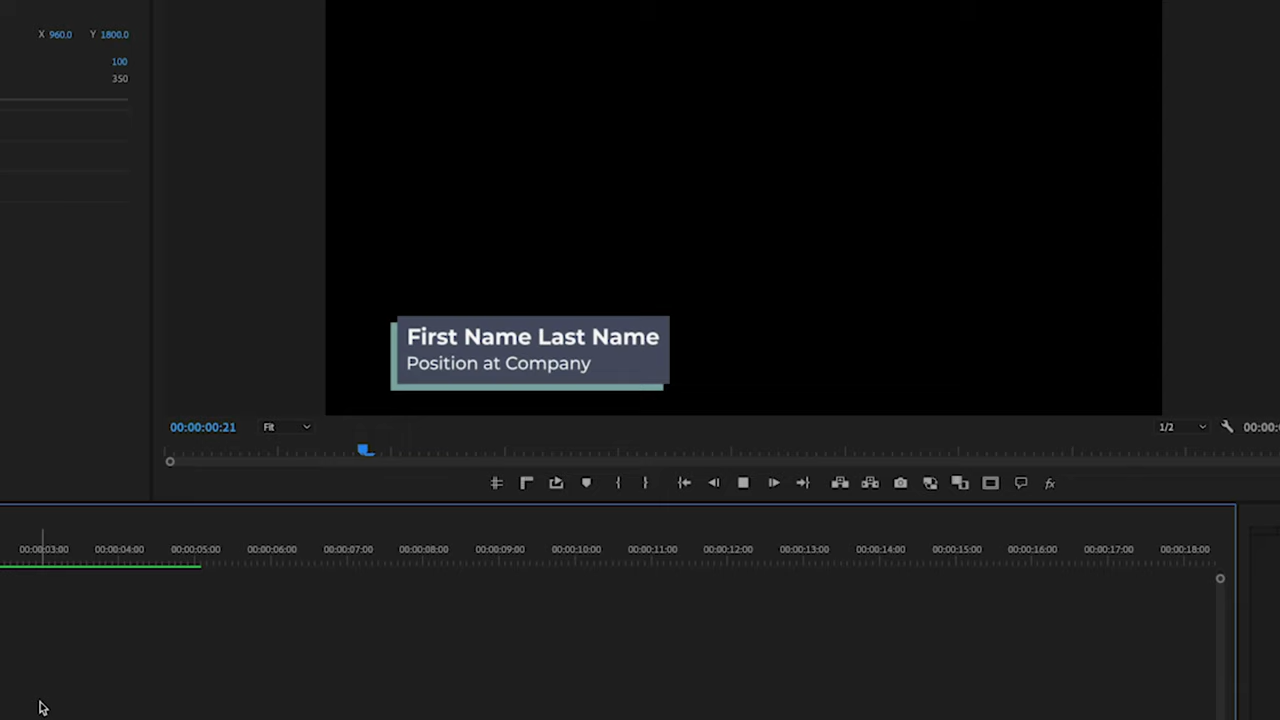 X 960.0 Y 1800.0
100
350
First Name Last Name
Position at Company
00:00:00:21 Fit 1/2 00:00:0
fx
00:00:03:00 00:00:04:00 00:00:05:00 00:00:06:00 00:00:07:00 00:00:08:00 00:00:09:00 00:00:10:00 00:00:11:00 00:00:12:00 00:00:13:00 00:00:14:00 00:00:15:00 00:00:16:00 00:00:17:00 00:00:18:00